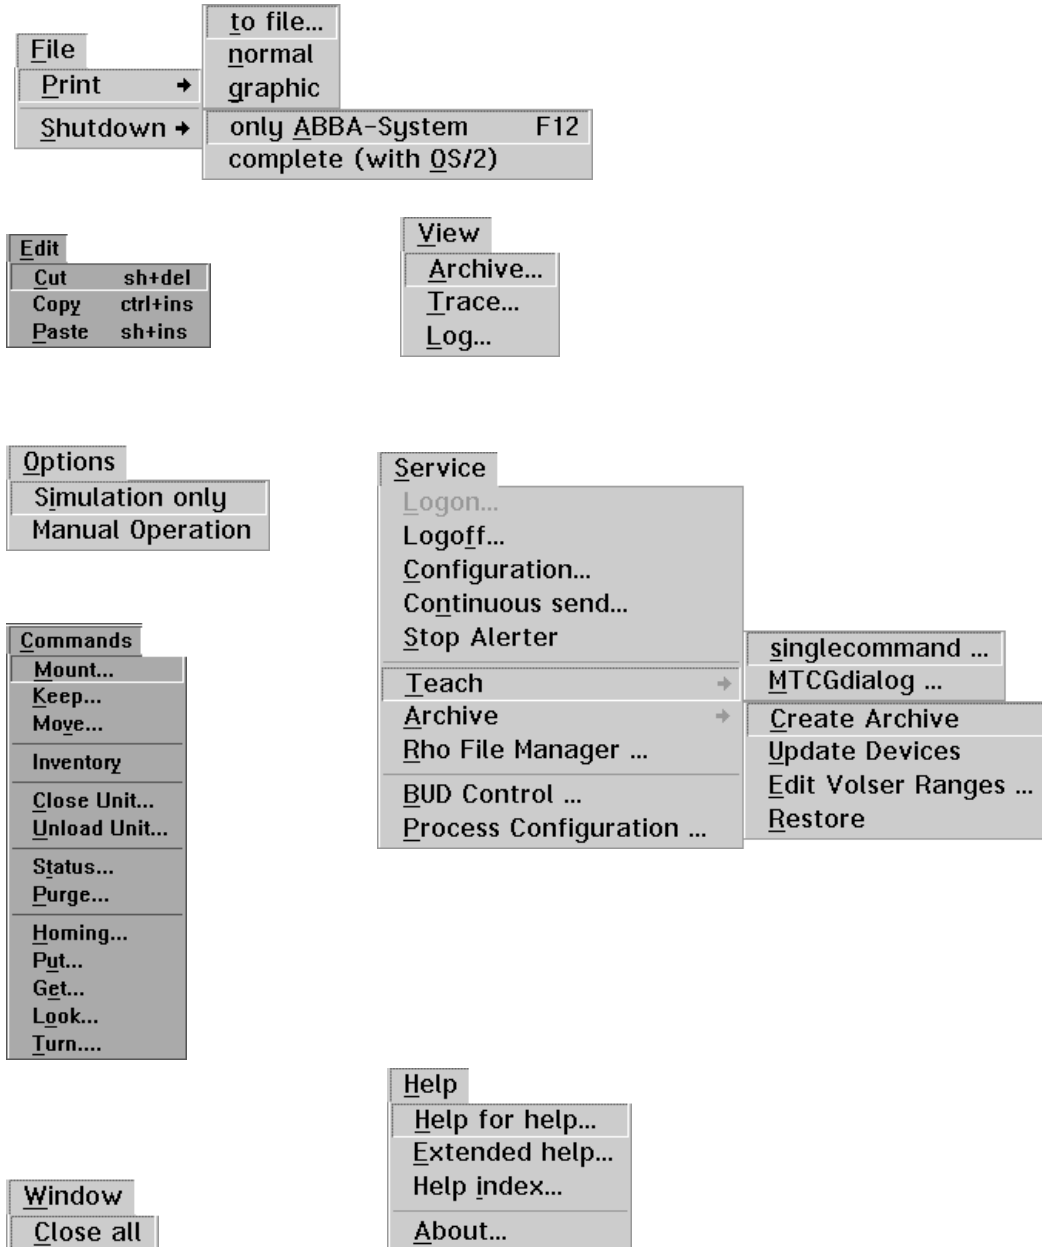 File
Print
to file...
normal
graphic
Shutdown
only ABBA-System F12
complete (with OS/2)
Edit
Cut sh+del
Copy ctrl+ins
Paste sh+ins
View
Archive...
Trace...
Log...
Options
Simulation only
Manual Operation
Service
Logon...
Logoff...
Configuration...
Continuous send...
Stop Alerter
Teach
Archive
Rho File Manager ...
BUD Control ...
Process Configuration ...
singlecommand ...
MTCGdialog ...
Create Archive
Update Devices
Edit Volser Ranges ...
Restore
Commands
Mount...
Keep...
Move...
Inventory
Close Unit...
Unload Unit...
Status...
Purge...
Homing...
Put...
Get...
Look...
Turn....
Help
Help for help...
Extended help...
Help index...
About...
Window
Close all